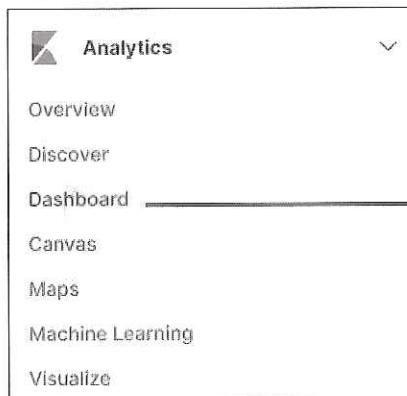 Analytics
Overview
Discover
Dashboard
Canvas
Maps
Machine Learning
Visualize